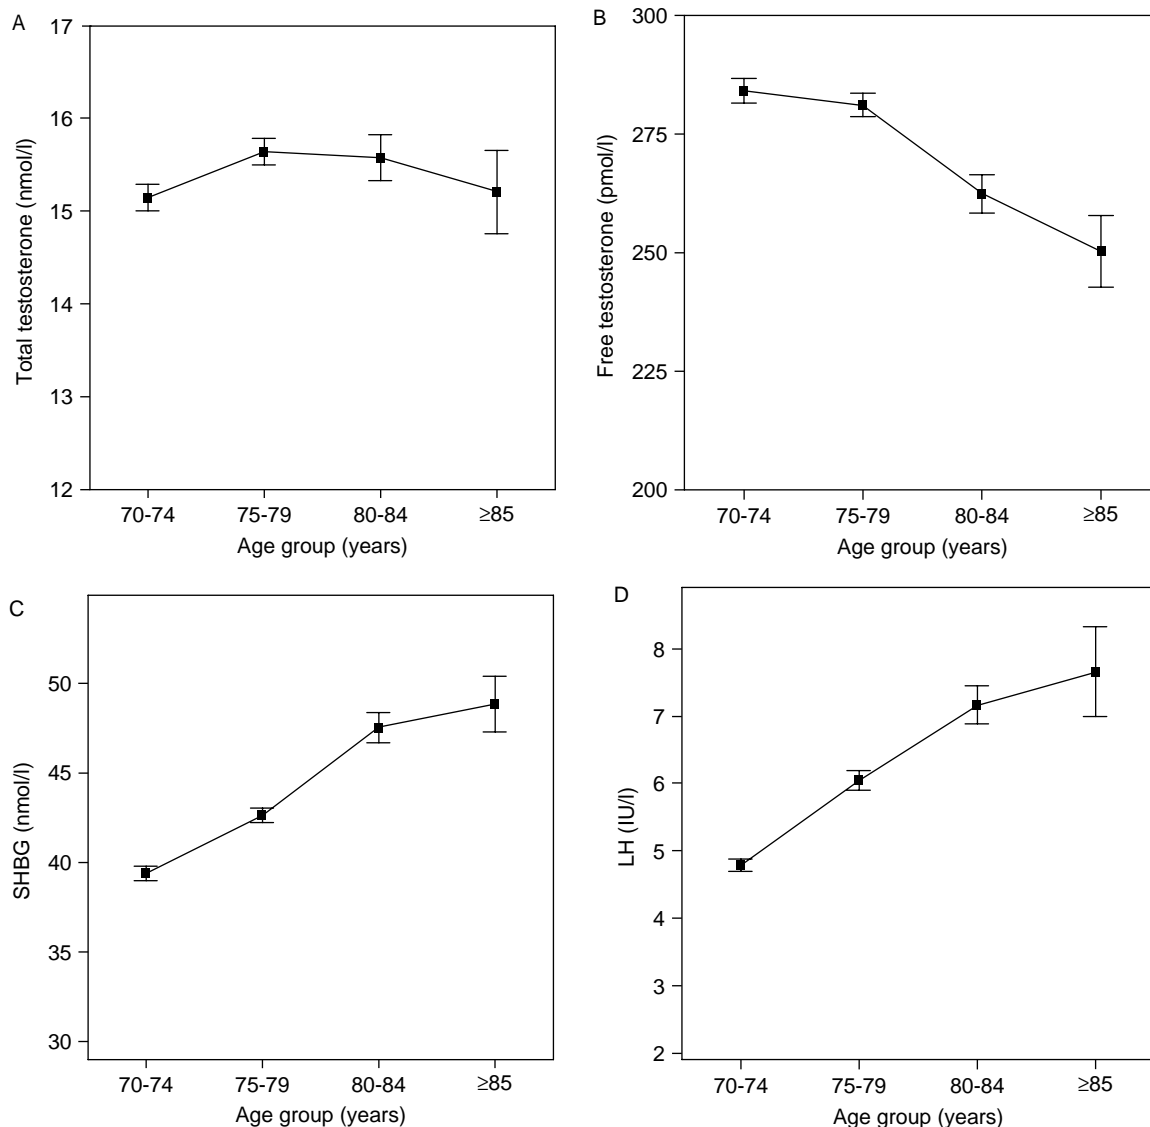 A
Total testosterone (nmol/l)
17
16
15
14
13
12
70-74 75-79 80-84 ≥85
Age group (years)
B
Free testosterone (pmol/l)
300
275
250
225
200
70-74 75-79 80-84 ≥85
Age group (years)
C
SHBG (nmol/l)
50
45
40
35
30
70-74 75-79 80-84 ≥85
Age group (years)
D
LH (IU/l)
8
7
6
5
4
3
2
70-74 75-79 80-84 ≥85
Age group (years)